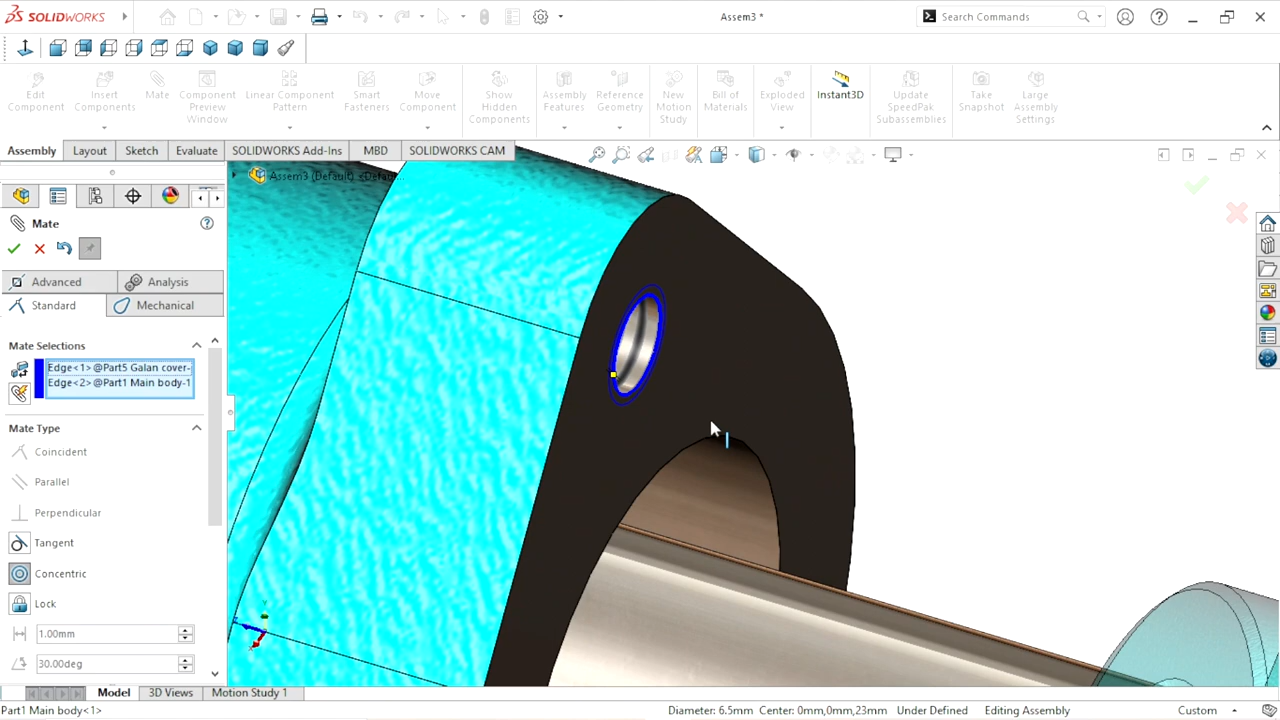 SOLIDWORKS
Assem3 *
Search Commands
Edit Component
Insert Components
Mate
Component Preview Window
Linear Component Pattern
Smart Fasteners
Move Component
Show Hidden Components
Assembly Features
Reference Geometry
New Motion Study
Bill of Materials
Exploded View
Instant3D
Update SpeedPak Subassemblies
Take Snapshot
Large Assembly Settings
Assembly
Layout
Sketch
Evaluate
SOLIDWORKS Add-Ins
MBD
SOLIDWORKS CAM
Assem3 (Default) <Defau...
Mate
Advanced
Analysis
Standard
Mechanical
Mate Selections
Edge<1>@Part5 Galan cover-
Edge<2>@Part1 Main body-1
Mate Type
Coincident
Parallel
Perpendicular
Tangent
Concentric
Lock
1.00mm
30.00deg
Model
3D Views
Motion Study 1
Part1 Main body<1>
Diameter: 6.5mm Center: 0mm,0mm,23mm
Under Defined
Editing Assembly
Custom